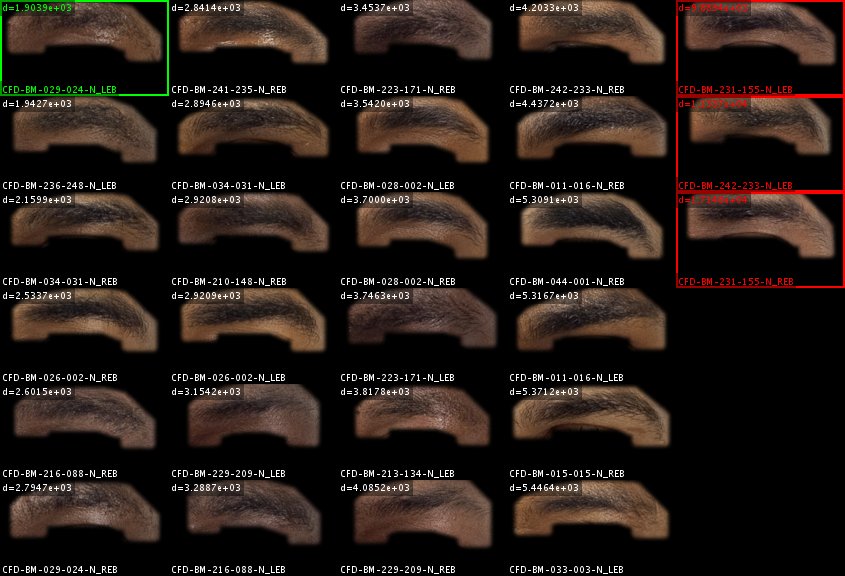 d=1.9039e+03
CFD-BM-029-024-N_LEB
d=2.8414e+03
CFD-BM-241-235-N_REB
d=3.4537e+03
CFD-BM-223-171-N_REB
d=4.2033e+03
CFD-BM-242-233-N_REB
CFD-BM-231-155-N_LEB
d=1.9427e+03
CFD-BM-236-248-N_LEB
d=2.8946e+03
CFD-BM-034-031-N_LEB
d=3.5420e+03
CFD-BM-028-002-N_LEB
d=4.4372e+03
CFD-BM-011-016-N_REB
CFD-BM-242-233-N_LEB
d=2.1599e+03
CFD-BM-034-031-N_REB
d=2.9208e+03
CFD-BM-210-148-N_REB
d=3.7000e+03
CFD-BM-028-002-N_REB
d=5.3091e+03
CFD-BM-044-001-N_REB
CFD-BM-231-155-N_REB
d=2.5337e+03
CFD-BM-026-002-N_REB
d=2.9209e+03
CFD-BM-026-002-N_LEB
d=3.7463e+03
CFD-BM-223-171-N_LEB
d=5.3167e+03
CFD-BM-011-016-N_LEB
d=2.6015e+03
CFD-BM-216-088-N_REB
d=3.1542e+03
CFD-BM-229-209-N_LEB
d=3.8178e+03
CFD-BM-213-134-N_LEB
d=5.3712e+03
CFD-BM-015-015-N_REB
d=2.7947e+03
CFD-BM-029-024-N_REB
d=3.2887e+03
CFD-BM-216-088-N_LEB
d=4.0852e+03
CFD-BM-229-209-N_REB
d=5.4464e+03
CFD-BM-033-003-N_LEB